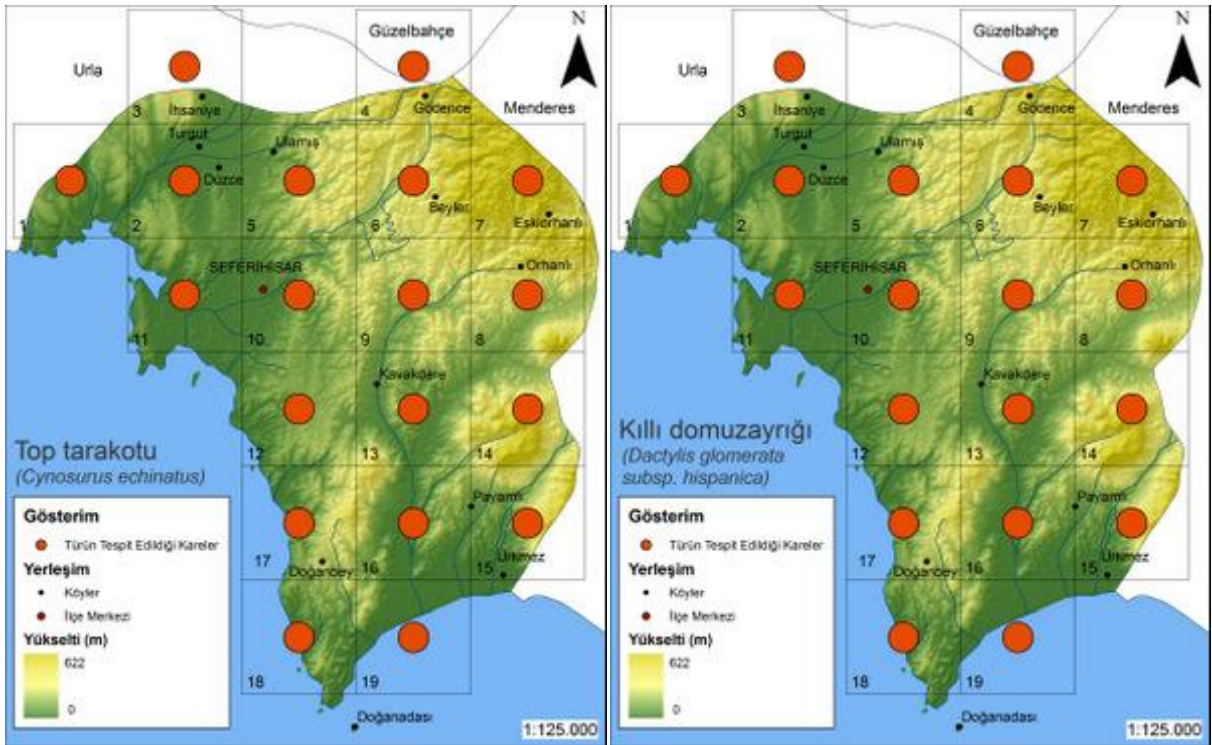 N
Güzelbahçe
Urla
İhsaniye
3
4
Gödence
Menderes
Turgut
Ulamış
Düzce
Beyler
Eskiorhanlı
1
2
5
6
7
SEFERİHİSAR
Orhanlı
11
10
9
8
Kavakdere
Top tarakotu
(Cynosurus echinatus)
12
13
14
Payamlı
Gösterim
Türün Tespit Edildiği Kareler
Yerleşim
Köyler
İlçe Merkezi
Yükselti (m)
622
0
Doğanbey
Ürkmez
17
16
15
18
19
Doğanadası
1:125.000
N
Güzelbahçe
Urla
İhsaniye
3
4
Gödence
Menderes
Turgut
Ulamış
Düzce
Beyler
Eskiorhanlı
1
2
5
6
7
SEFERİHİSAR
Orhanlı
11
10
9
8
Kavakdere
Kıllı domuzayrığı
(Dactylis glomerata
subsp. hispanica)
12
13
14
Payamlı
Gösterim
Türün Tespit Edildiği Kareler
Yerleşim
Köyler
İlçe Merkezi
Yükselti (m)
622
0
Doğanbey
Ürkmez
17
16
15
18
19
Doğanadası
1:125.000